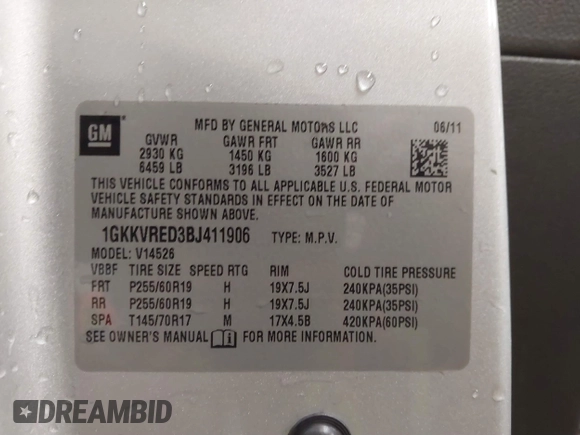 GM
MFD BY GENERAL MOTORS LLC 06/11
GVWR GAWR FRT GAWR RR
2930 KG 1450 KG 1600 KG
6459 LB 3196 LB 3527 LB
THIS VEHICLE CONFORMS TO ALL APPLICABLE U.S. FEDERAL MOTOR
VEHICLE SAFETY STANDARDS IN EFFECT ON THE DATE OF
MANUFACTURE SHOWN ABOVE.
1GKKVRED3BJ411906 TYPE: M.P.V.
MODEL: V14526
VBBF TIRE SIZE SPEED RTG RIM COLD TIRE PRESSURE
FRT P255/60R19 H 19X7.5J 240KPA(35PSI)
RR P255/60R19 H 19X7.5J 240KPA(35PSI)
SPA T145/70R17 M 17X4.5B 420KPA(60PSI)
SEE OWNER'S MANUAL i FOR MORE INFORMATION.
DREAMBID